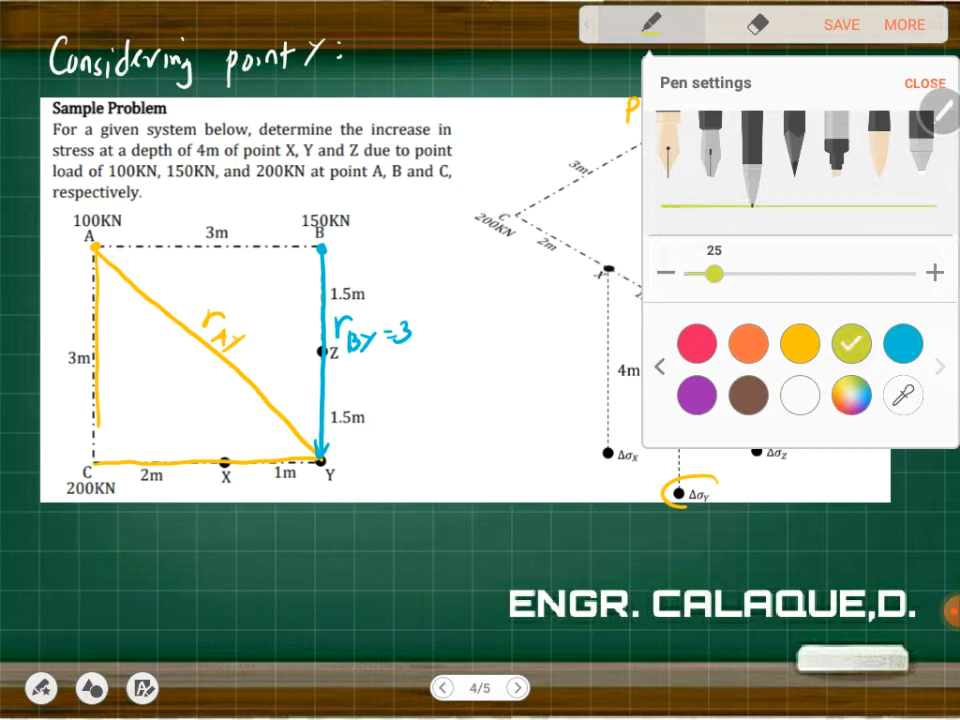 SAVE
MORE
Considering point Y:
Pen settings
CLOSE
Sample Problem
For a given system below, determine the increase in
stress at a depth of 4m of point X, Y and Z due to point
load of 100KN, 150KN, and 200KN at point A, B and C,
respectively.
100KN
A
3m
150KN
B
1.5m
r_AY
r_BY = 3
Z
3m
1.5m
C
2m
X
1m
Y
200KN
P
3m
C
200KN
2m
X
4m
Δσ_X
Δσ_Z
Δσ_Y
25
ENGR. CALAQUE,D.
4/5